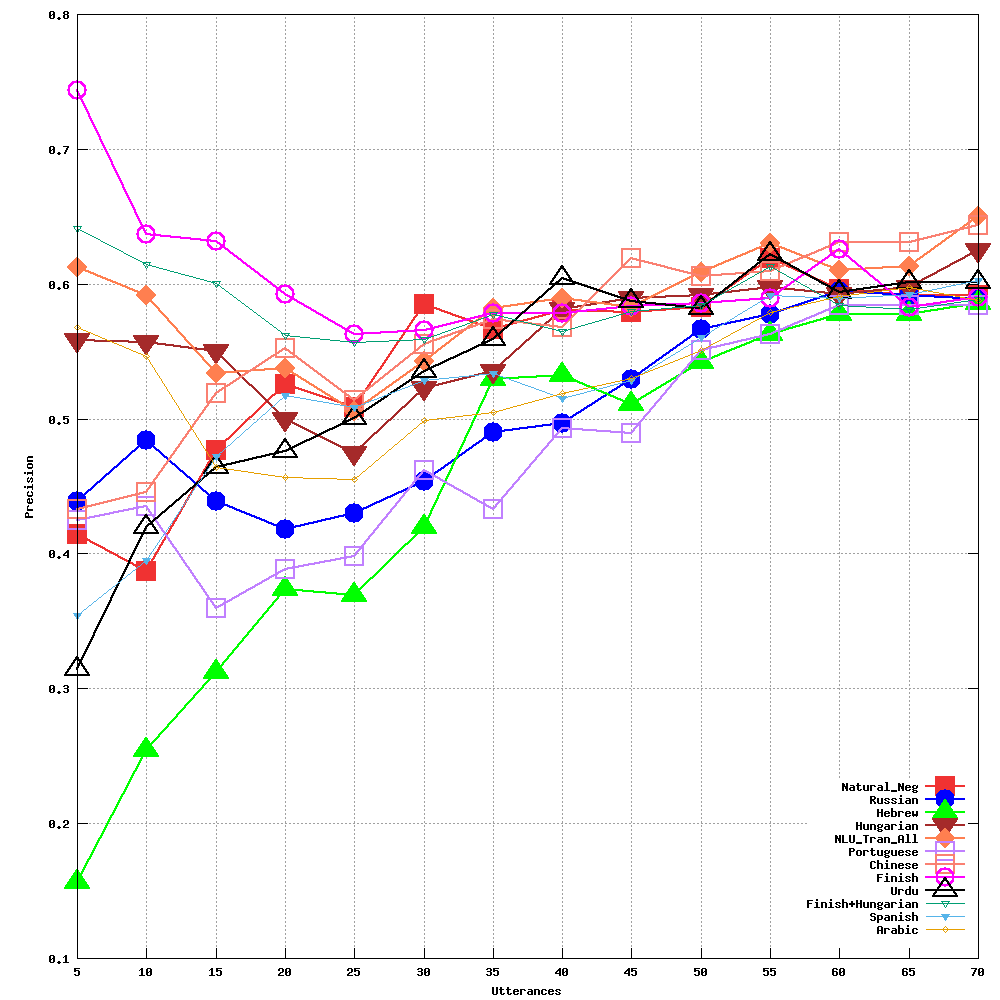 0.8
0.7
0.6
0.5
0.4
0.3
0.2
0.1
Precision
5 10 15 20 25 30 35 40 45 50 55 60 65 70
Utterances
Natural_Neg
Russian
Hebrew
Hungarian
NLU_Tran_All
Portuguese
Chinese
Finish
Urdu
Finish+Hungarian
Spanish
Arabic